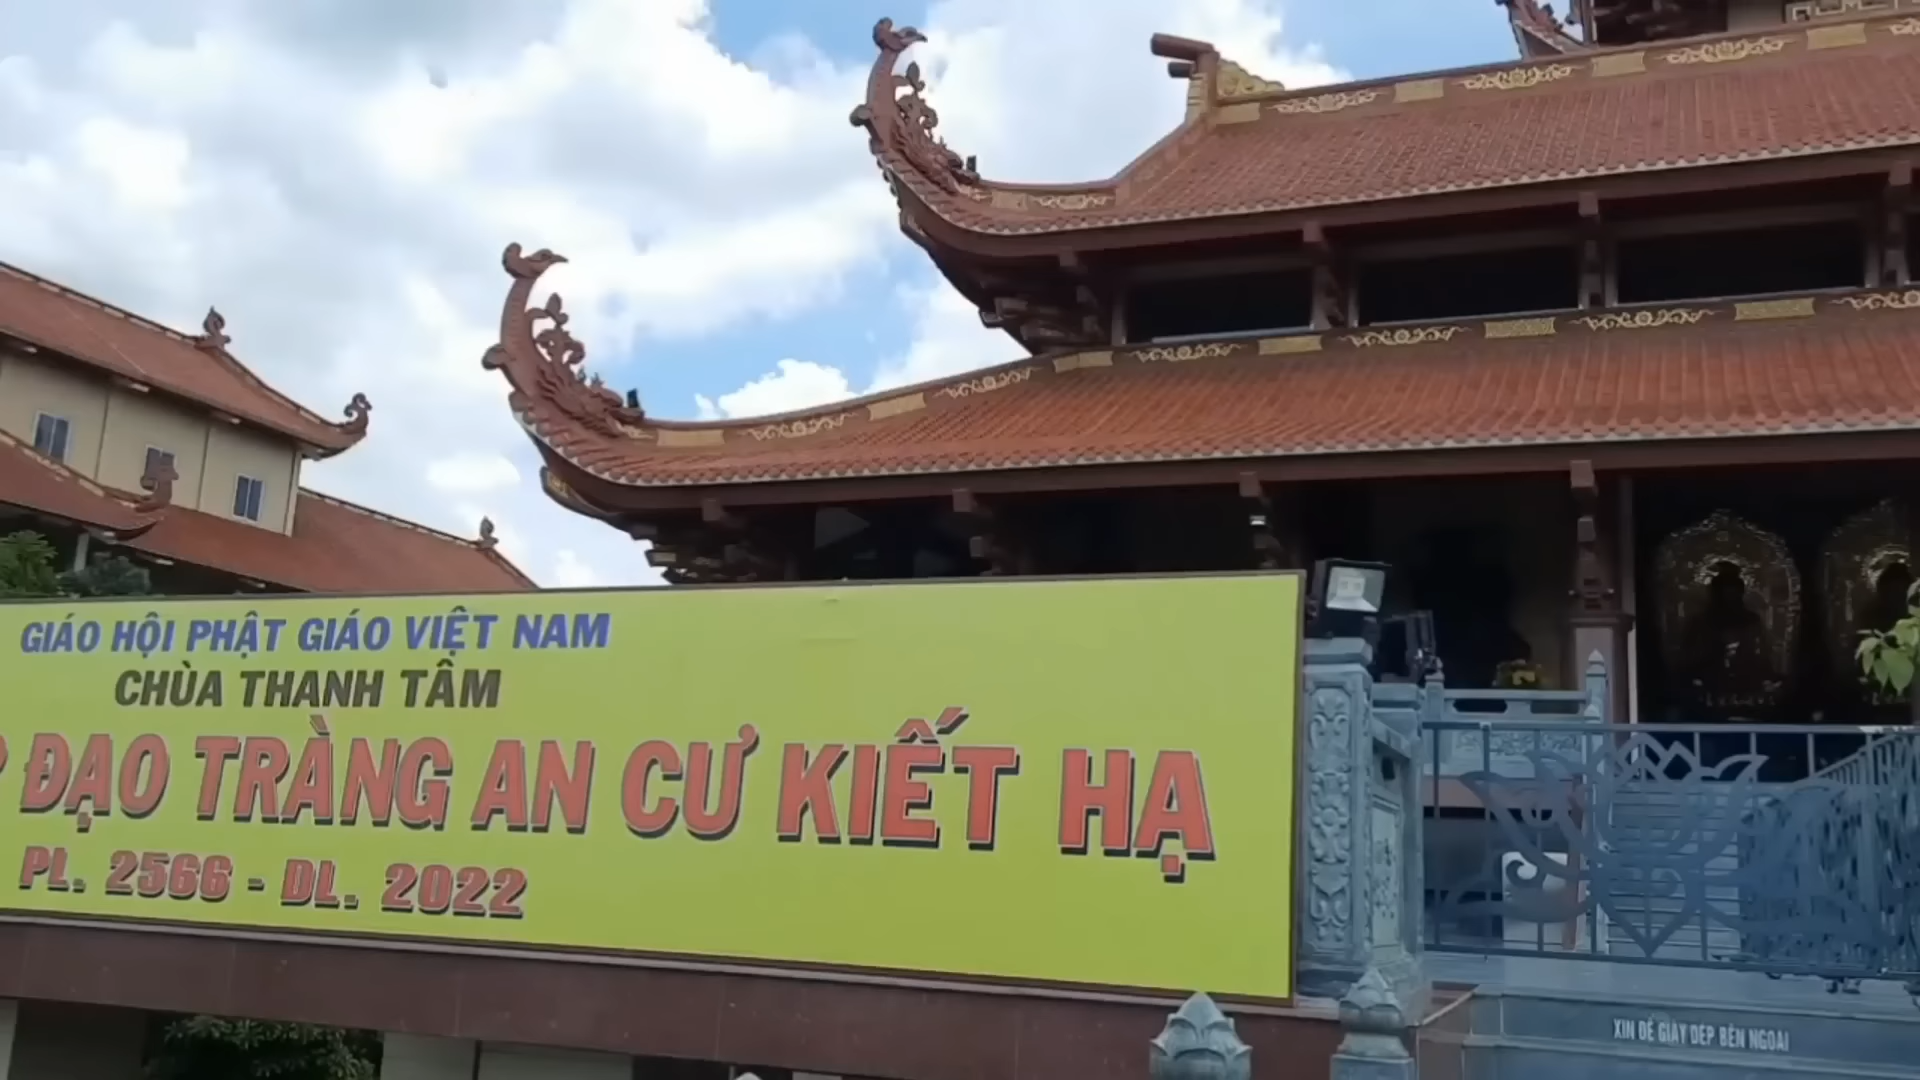 GIÁO HỘI PHẬT GIÁO VIỆT NAM
CHÙA THANH TÂM
ĐẠO TRÀNG AN CƯ KIẾT HẠ
PL. 2566 - DL. 2022
XIN ĐỂ GIÀY DÉP BÊN NGOÀI